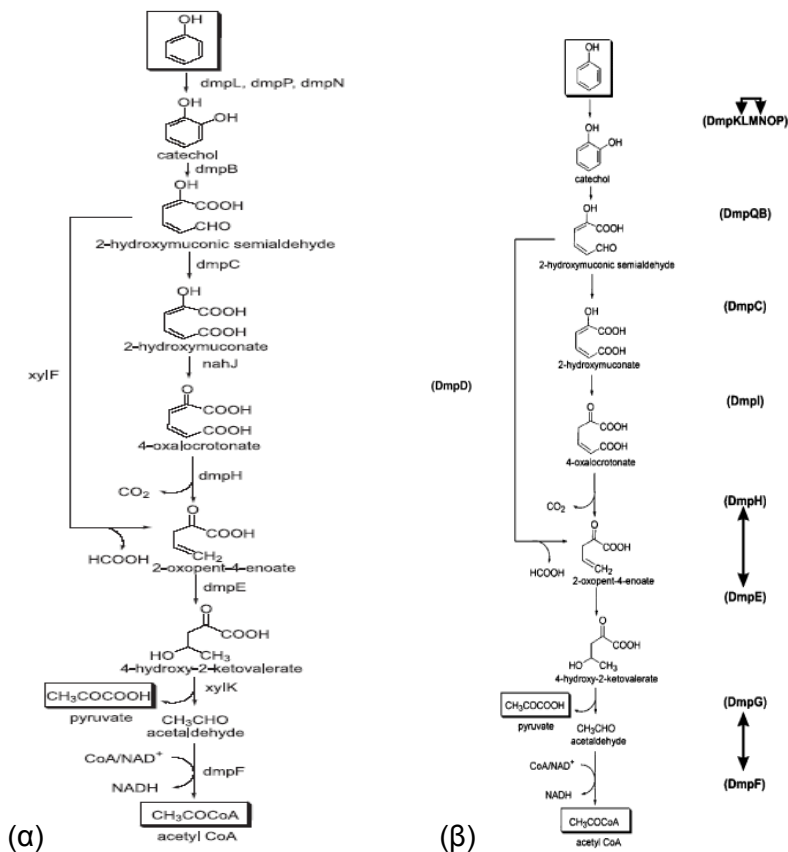 OH
dmpL, dmpP, dmpN
OH
OH
catechol
dmpB
OH
COOH
CHO
2-hydroxymuconic semialdehyde
dmpC
OH
COOH
COOH
2-hydroxymuconate
nahJ
xylF
O
COOH
COOH
4-oxalocrotonate
dmpH
CO2
O
COOH
CH2
HCOOH
2-oxopent-4-enoate
dmpE
O
COOH
HO
CH3
4-hydroxy-2-ketovalerate
xylK
CH3COCOOH
pyruvate
CH3CHO
acetaldehyde
CoA/NAD+
dmpF
NADH
CH3COCoA
acetyl CoA
(α)
OH
(DmpKLMNOP)
OH
OH
catechol
(DmpQB)
OH
COOH
CHO
2-hydroxymuconic semialdehyde
(DmpC)
OH
COOH
COOH
2-hydroxymuconate
(DmpD)
(DmpI)
O
COOH
COOH
4-oxalocrotonate
(DmpH)
CO2
O
COOH
CH2
HCOOH
2-oxopent-4-enoate
(DmpE)
O
COOH
HO
CH3
4-hydroxy-2-ketovalerate
(DmpG)
CH3COCOOH
pyruvate
CH3CHO
acetaldehyde
CoA/NAD+
(DmpF)
NADH
CH3COCoA
acetyl CoA
(β)